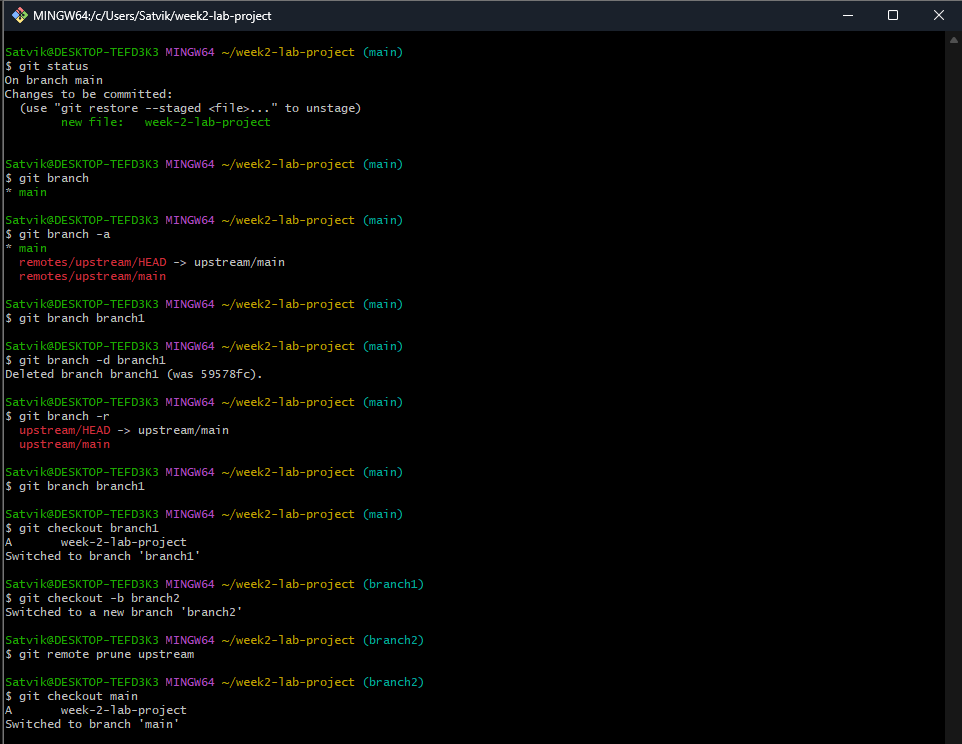 MINGW64:/c/Users/Satvik/week2-lab-project
Satvik@DESKTOP-TEFD3K3 MINGW64 ~/week2-lab-project (main)
$ git status
On branch main
Changes to be committed:
  (use "git restore --staged <file>..." to unstage)
        new file:   week-2-lab-project
Satvik@DESKTOP-TEFD3K3 MINGW64 ~/week2-lab-project (main)
$ git branch
* main
Satvik@DESKTOP-TEFD3K3 MINGW64 ~/week2-lab-project (main)
$ git branch -a
* main
  remotes/upstream/HEAD -> upstream/main
  remotes/upstream/main
Satvik@DESKTOP-TEFD3K3 MINGW64 ~/week2-lab-project (main)
$ git branch branch1
Satvik@DESKTOP-TEFD3K3 MINGW64 ~/week2-lab-project (main)
$ git branch -d branch1
Deleted branch branch1 (was 59578fc).
Satvik@DESKTOP-TEFD3K3 MINGW64 ~/week2-lab-project (main)
$ git branch -r
  upstream/HEAD -> upstream/main
  upstream/main
Satvik@DESKTOP-TEFD3K3 MINGW64 ~/week2-lab-project (main)
$ git branch branch1
Satvik@DESKTOP-TEFD3K3 MINGW64 ~/week2-lab-project (main)
$ git checkout branch1
A       week-2-lab-project
Switched to branch 'branch1'
Satvik@DESKTOP-TEFD3K3 MINGW64 ~/week2-lab-project (branch1)
$ git checkout -b branch2
Switched to a new branch 'branch2'
Satvik@DESKTOP-TEFD3K3 MINGW64 ~/week2-lab-project (branch2)
$ git remote prune upstream
Satvik@DESKTOP-TEFD3K3 MINGW64 ~/week2-lab-project (branch2)
$ git checkout main
A       week-2-lab-project
Switched to branch 'main'